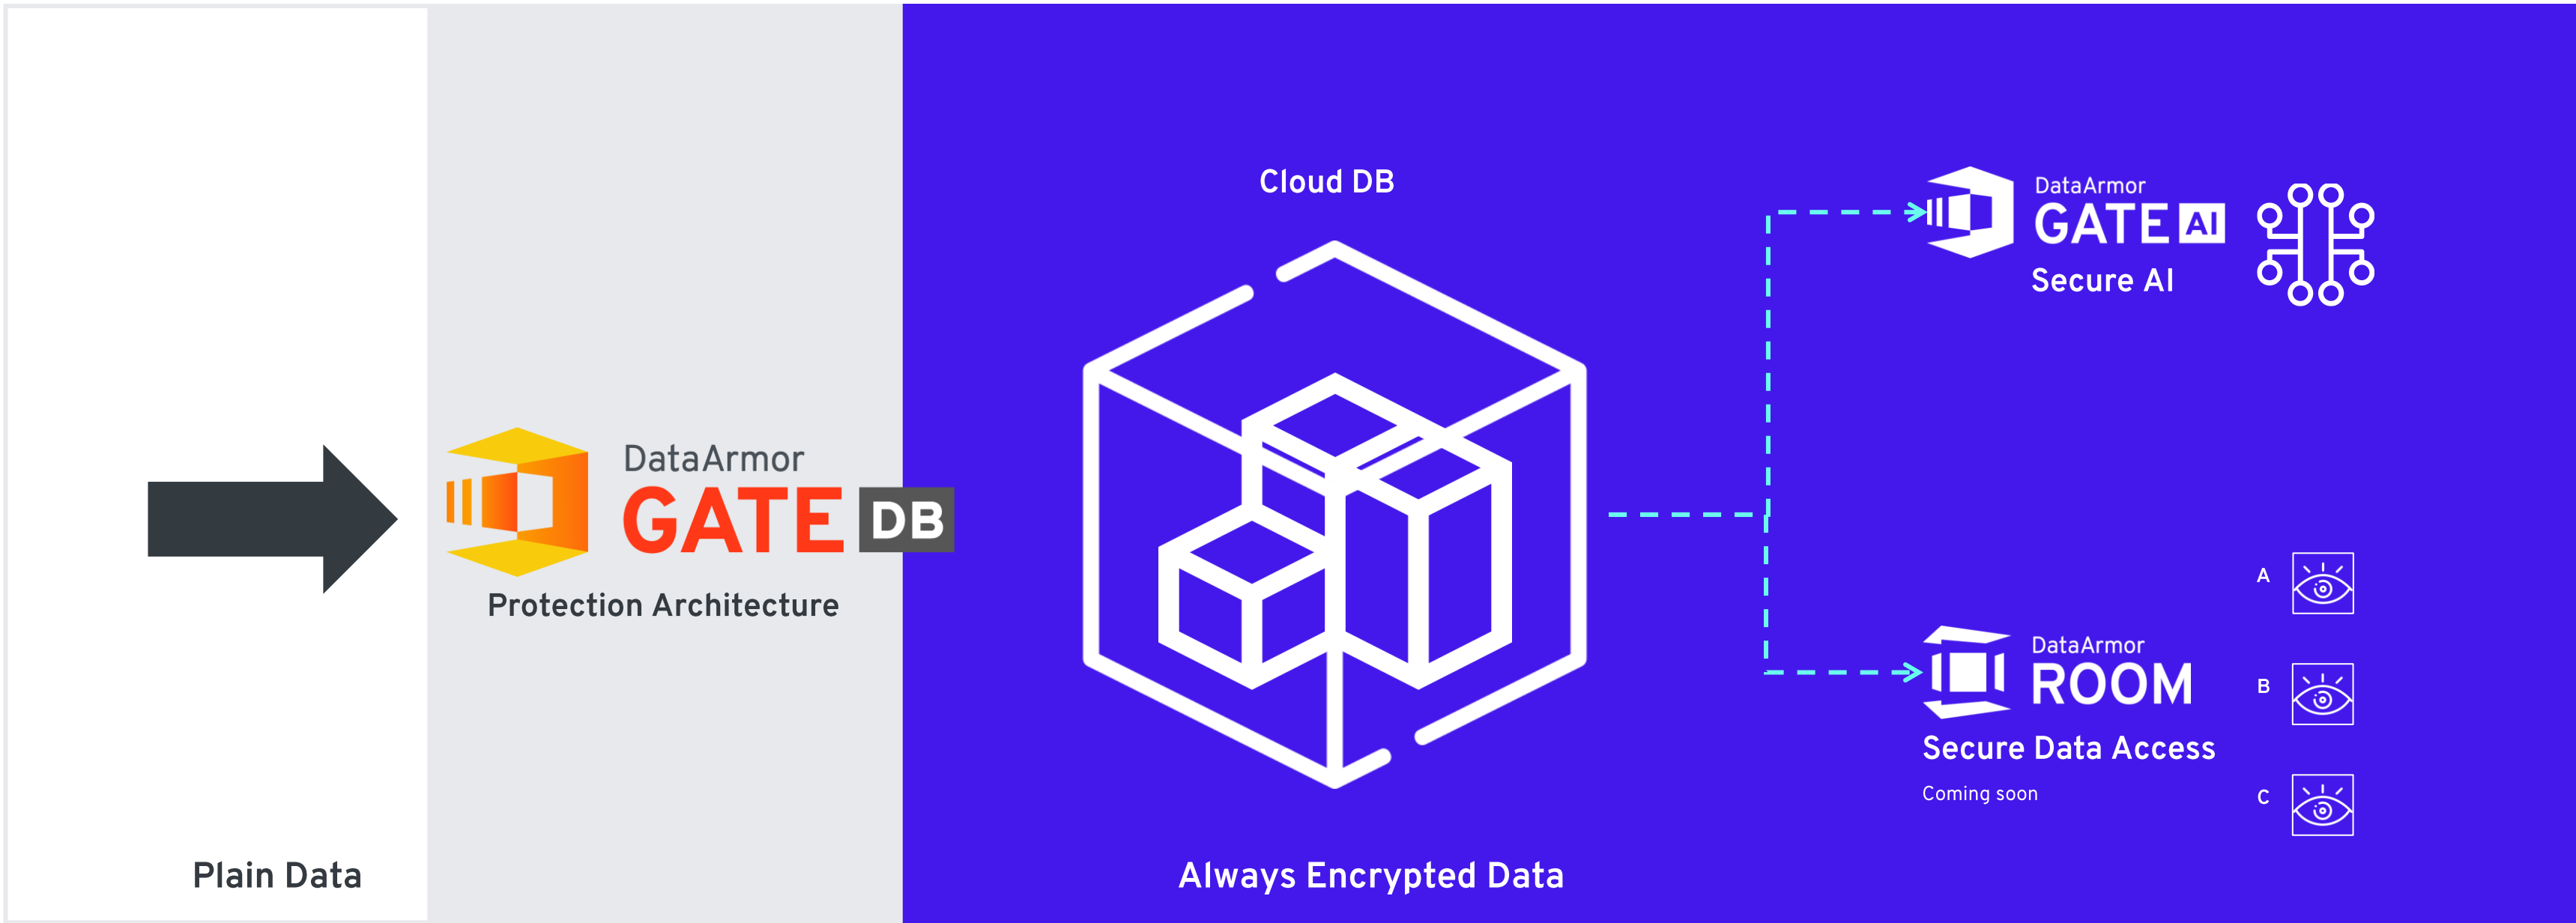 Plain Data
DataArmor
GATE DB
Protection Architecture
Cloud DB
Always Encrypted Data
DataArmor
GATE AI
Secure AI
DataArmor
ROOM
Secure Data Access
Coming soon
A
B
C